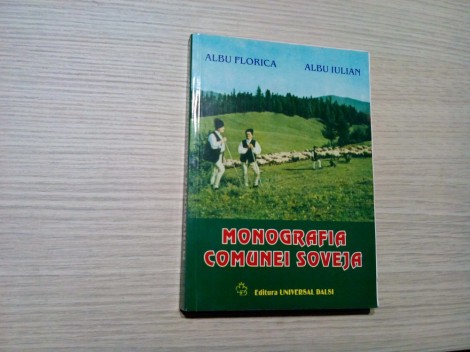 ALBU FLORICA
ALBU IULIAN
MONOGRAFIA
COMUNEI SOVEJA
Editura UNIVERSAL DALSI